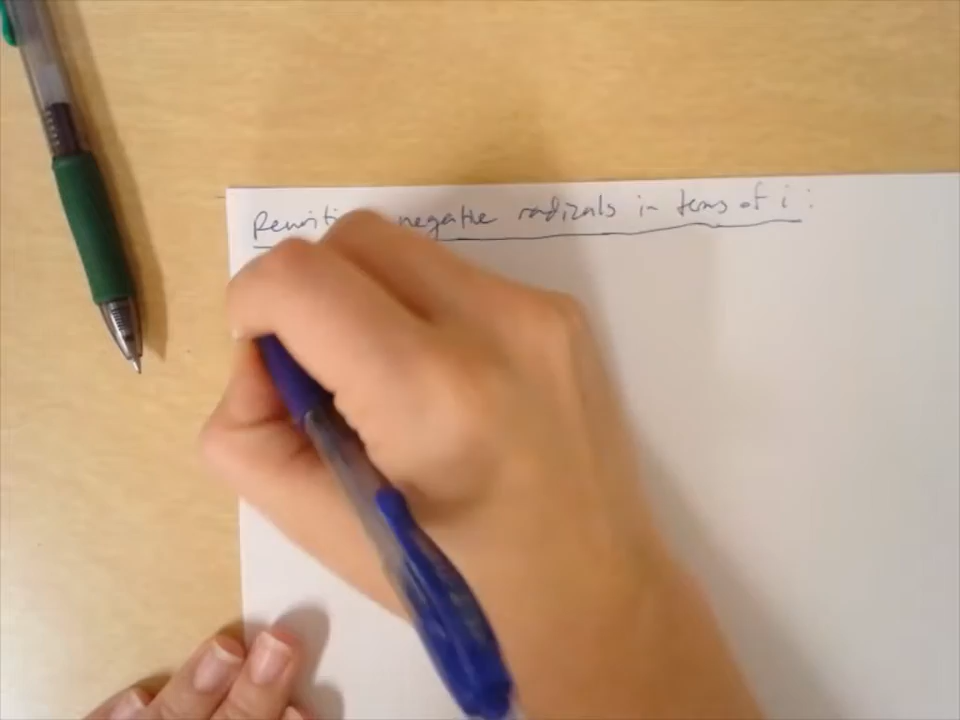 Rewriti negative radicals in terms of i :